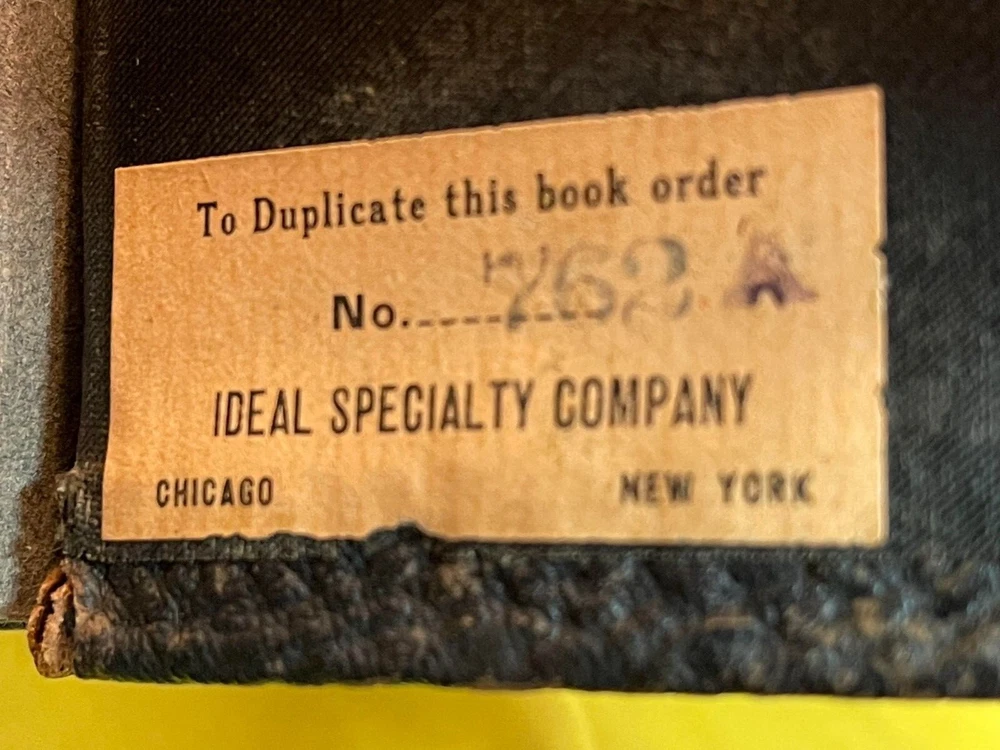 To Duplicate this book order
No. 762 A
IDEAL SPECIALTY COMPANY
CHICAGO NEW YORK